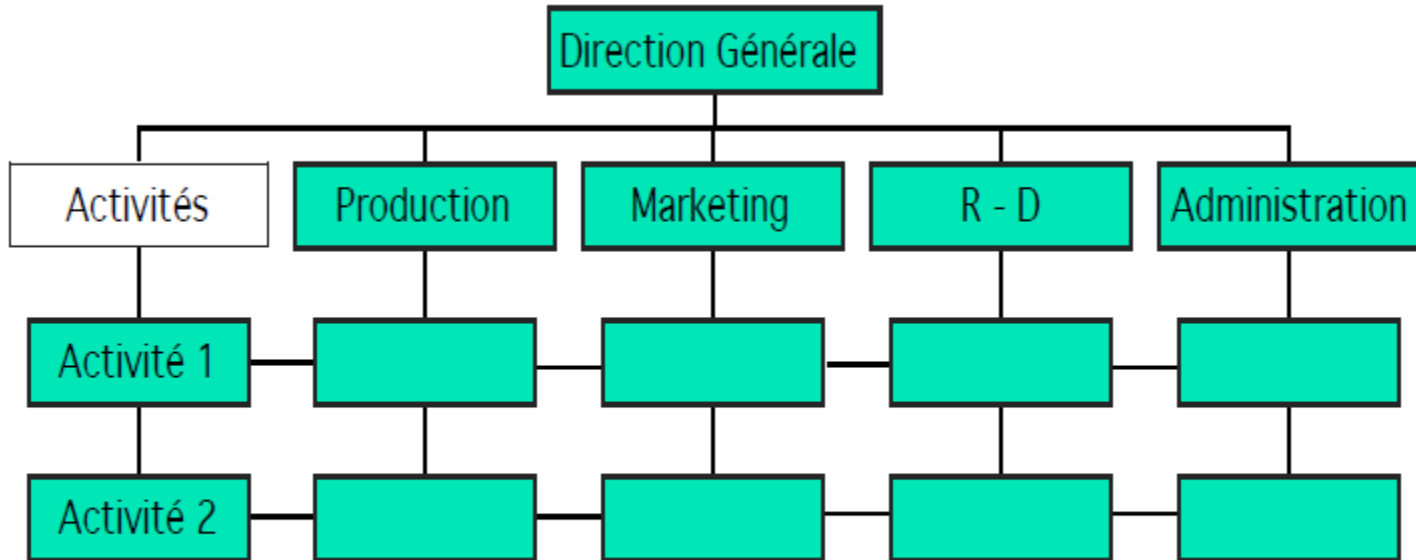 Direction Générale
Activités
Production
Marketing
R - D
Administration
Activité 1
Activité 2